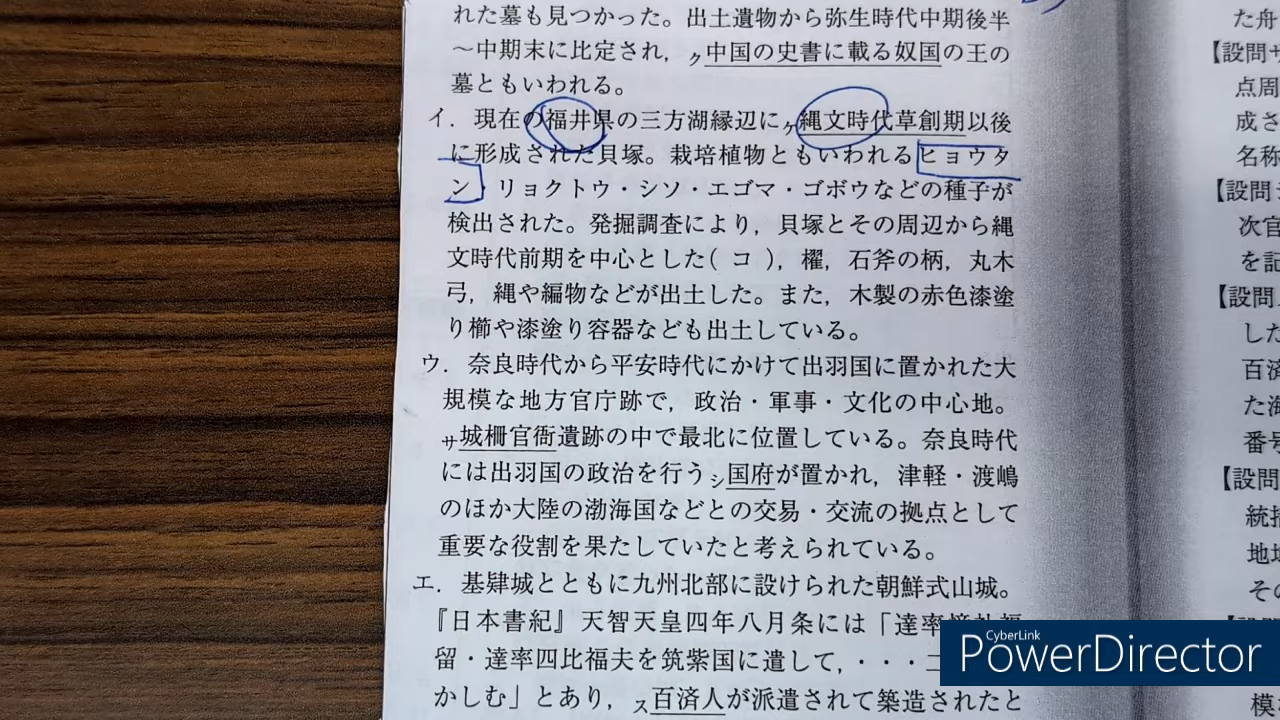 れた墓も見つかった。出土遺物から弥生時代中期後半
～中期末に比定され，ク中国の史書に載る奴国の王の
墓ともいわれる。
イ．現在の福井県の三方湖縁辺にケ縄文時代草創期以後
に形成された貝塚。栽培植物ともいわれるヒョウタ
ン・リョクトウ・シソ・エゴマ・ゴボウなどの種子が
検出された。発掘調査により，貝塚とその周辺から縄
文時代前期を中心とした( コ )，櫂，石斧の柄，丸木
弓，縄や編物などが出土した。また，木製の赤色漆塗
り櫛や漆塗り容器なども出土している。
ウ．奈良時代から平安時代にかけて出羽国に置かれた大
規模な地方官庁跡で，政治・軍事・文化の中心地。
サ城柵官衙遺跡の中で最北に位置している。奈良時代
には出羽国の政治を行うシ国府が置かれ，津軽・渡嶋
のほか大陸の渤海国などとの交易・交流の拠点として
重要な役割を果たしていたと考えられている。
エ．基肄城とともに九州北部に設けられた朝鮮式山城。
『日本書紀』天智天皇四年八月条には「達率
留・達率四比福夫を筑紫国に遣して，・・・二
かしむ」とあり，ス百済人が派遣されて築造されたと
た舟
【設問サ
点周
成さ
名称
【設問
次官
を記
【設問
した
百済
た海
番号
【設問
統
地域
その
模
CyberLink
PowerDirector